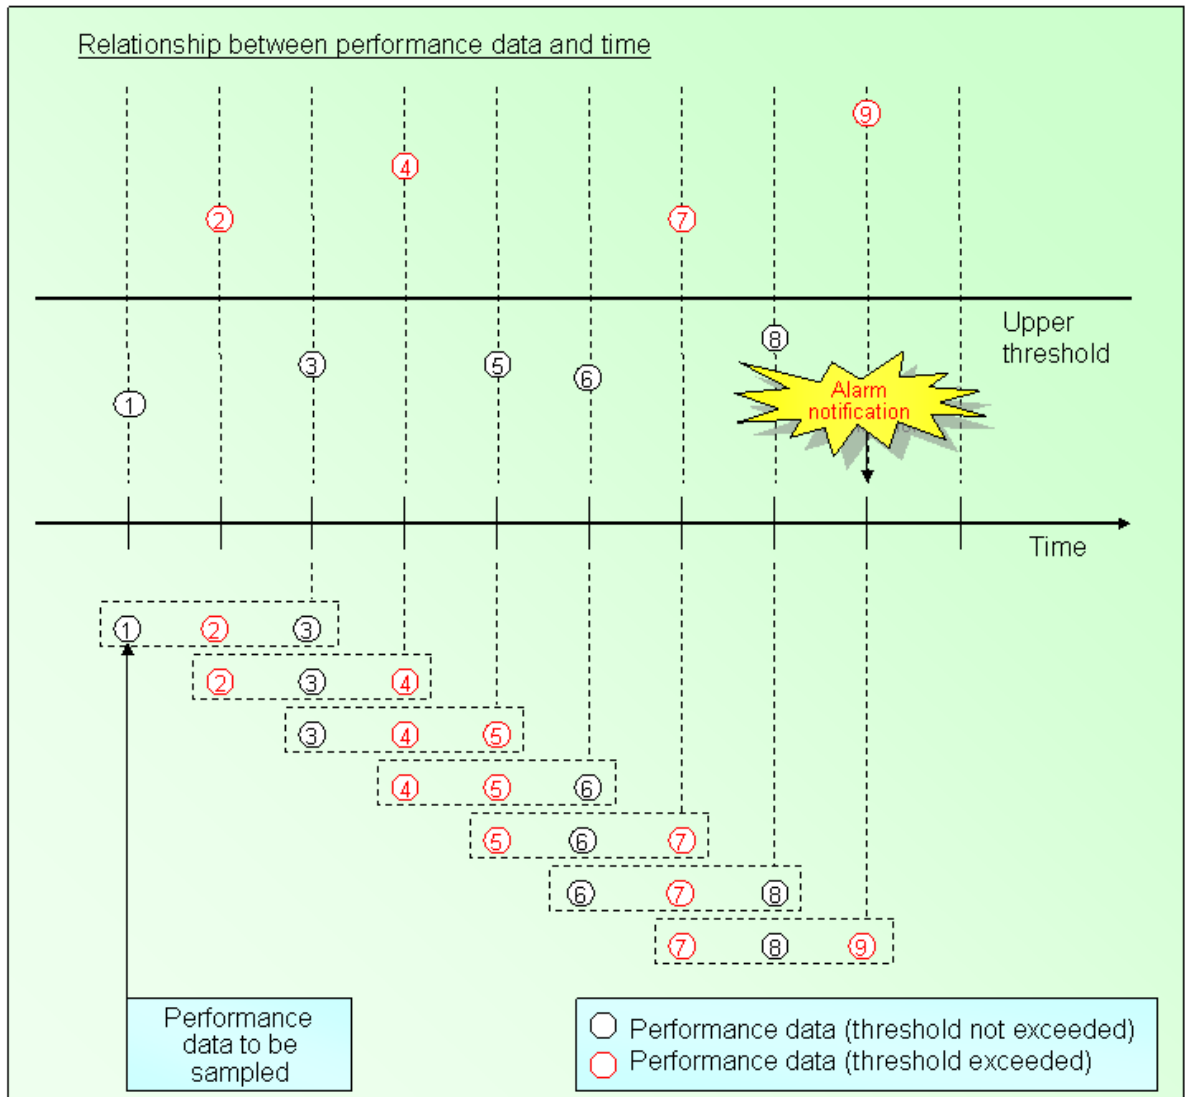 Relationship between performance data and time
9
4
2
7
Upper
threshold
8
3
5
6
1
Alarm
notification
Time
1 2 3
2 3 4
3 4 5
4 5 6
5 6 7
6 7 8
7 8 9
Performance
data to be
sampled
Performance data (threshold not exceeded)
Performance data (threshold exceeded)